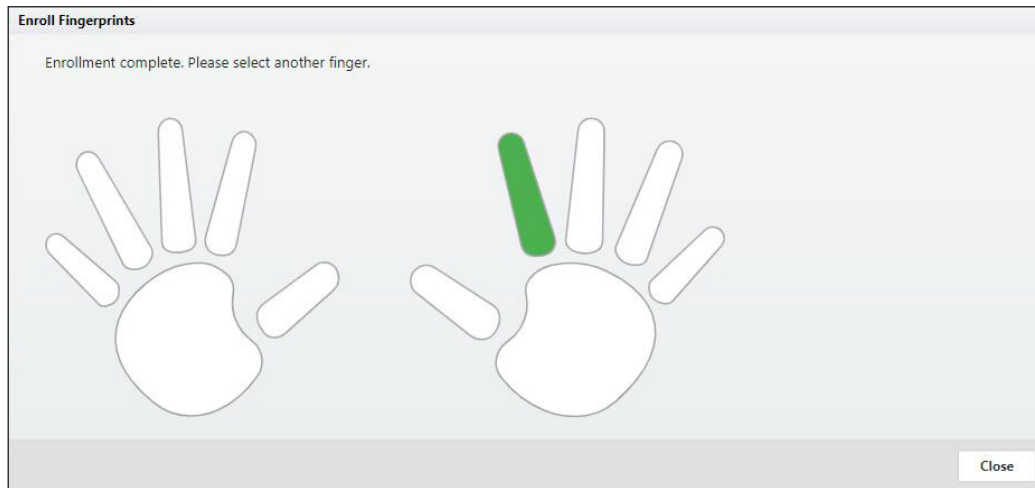 Enroll Fingerprints
Enrollment complete. Please select another finger.
Close